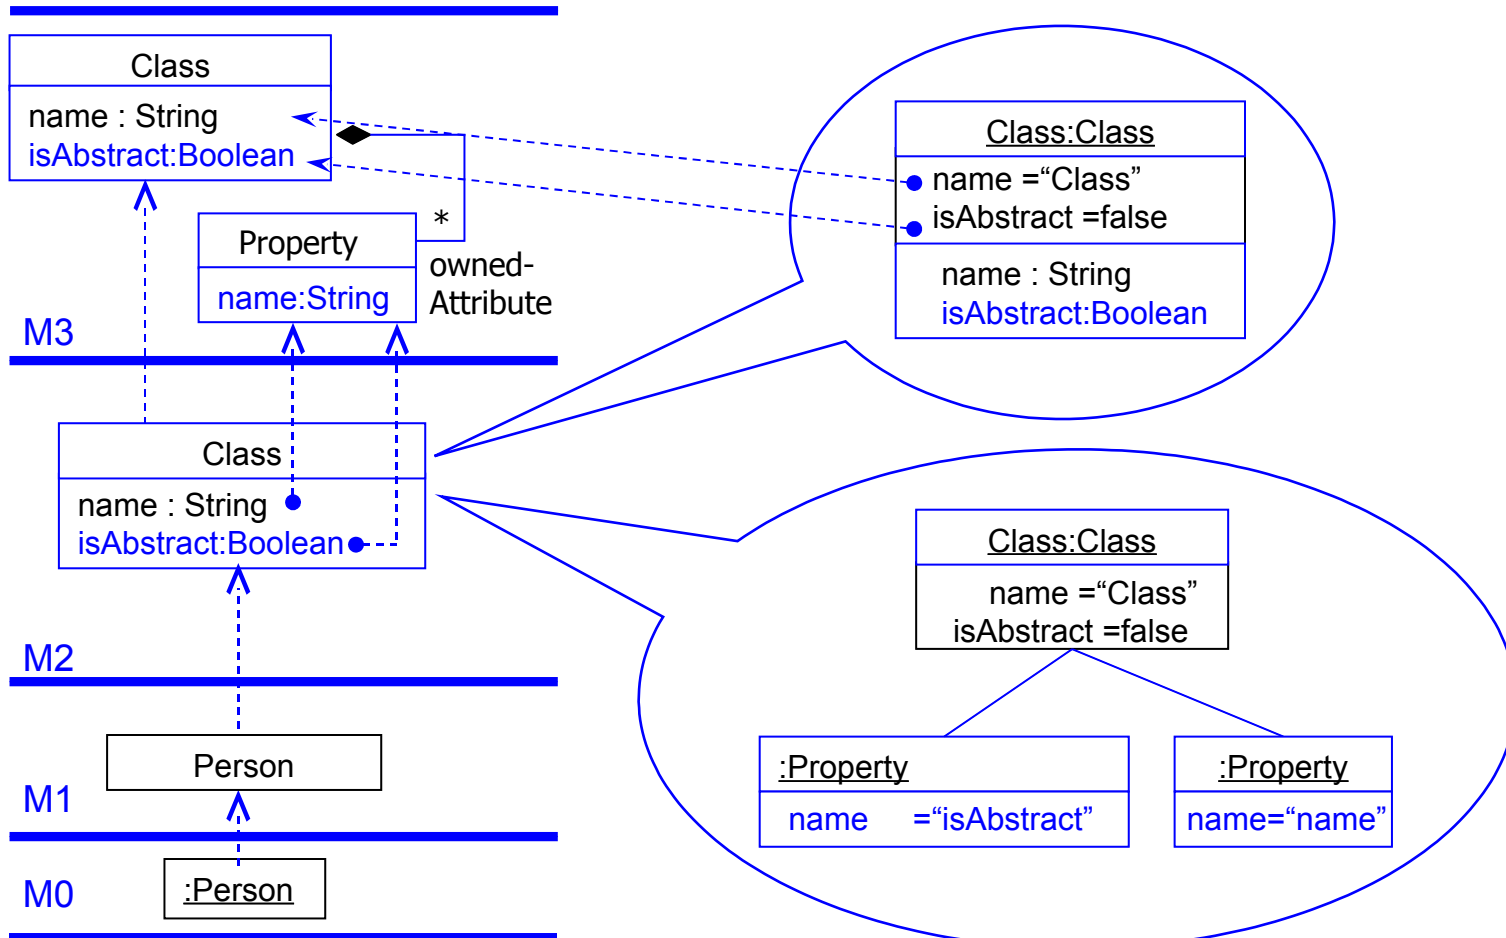 Class
name : String
isAbstract:Boolean
*
Property
name:String
owned-
Attribute
M3
Class
name : String
isAbstract:Boolean
M2
Person
M1
:Person
M0
Class:Class
name =“Class”
isAbstract =false
name : String
isAbstract:Boolean
Class:Class
name =“Class”
isAbstract =false
:Property
name =“isAbstract”
:Property
name=“name”